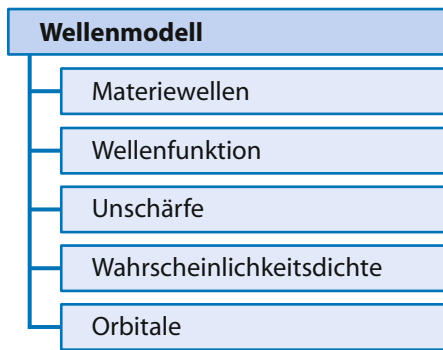 Wellenmodell
Materiewellen
Wellenfunktion
Unschärfe
Wahrscheinlichkeitsdichte
Orbitale